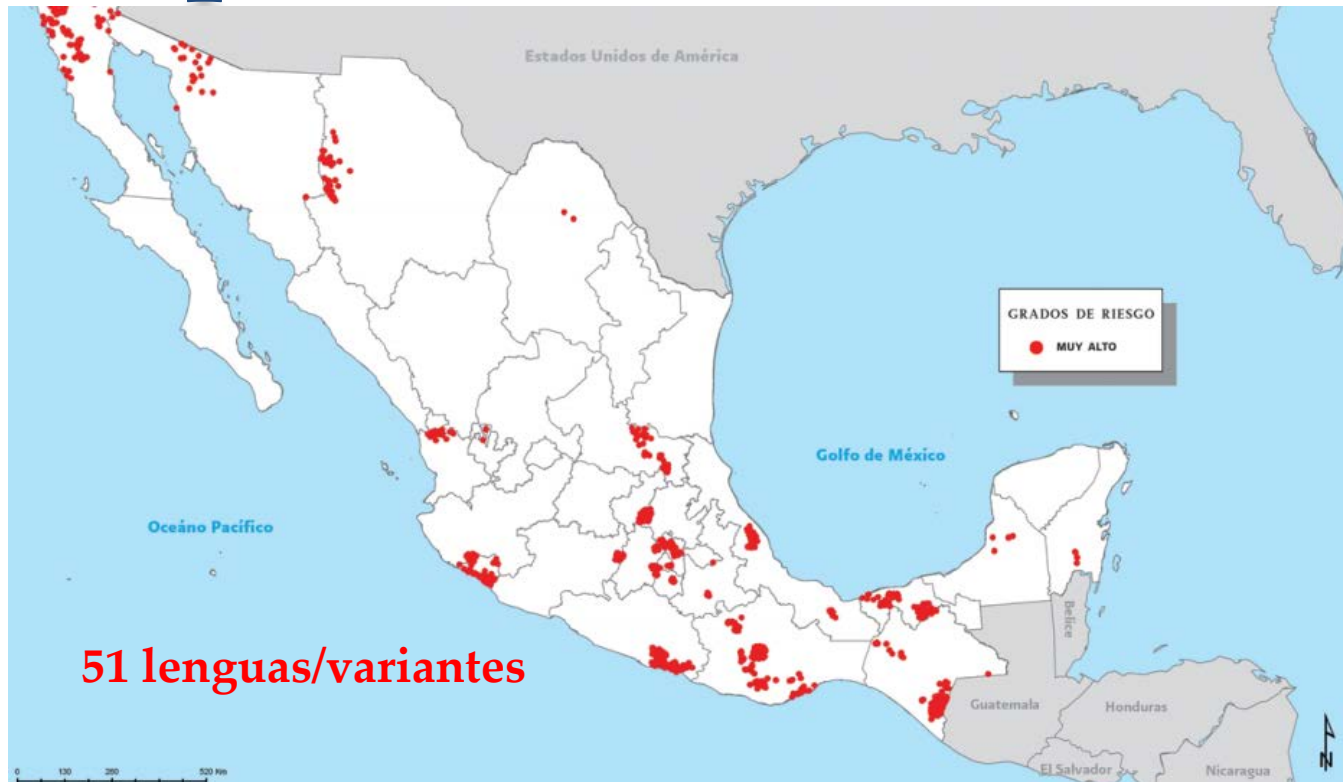 Estados Unidos de América
GRADOS DE RIESGO
MUY ALTO
Golfo de México
Oceáno Pacífico
51 lenguas/variantes
Belice
Guatemala
Honduras
El Salvador
Nicaragua
0 130 260 520 Km
N